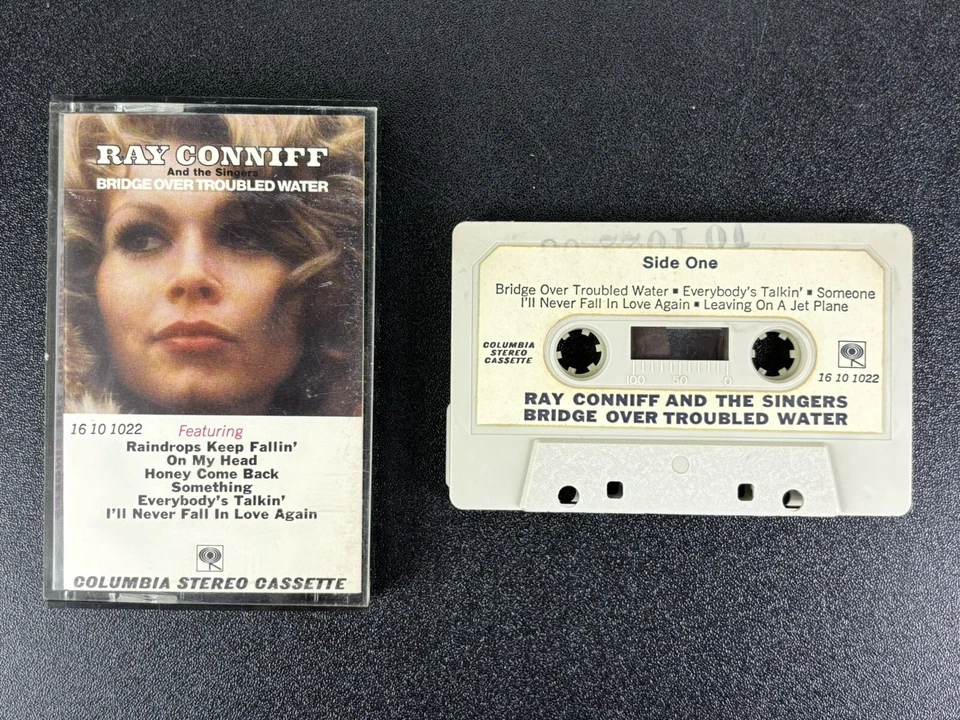 RAY CONNIFF
And the Singers
BRIDGE OVER TROUBLED WATER
16 10 1022
Featuring
Raindrops Keep Fallin'
On My Head
Honey Come Back
Something
Everybody's Talkin'
I'll Never Fall In Love Again
COLUMBIA STEREO CASSETTE
Side One
Bridge Over Troubled Water ▪ Everybody's Talkin' ▪ Someone
I'll Never Fall In Love Again ▪ Leaving On A Jet Plane
COLUMBIA
STEREO
CASSETTE
100 50 0
16 10 1022
RAY CONNIFF AND THE SINGERS
BRIDGE OVER TROUBLED WATER